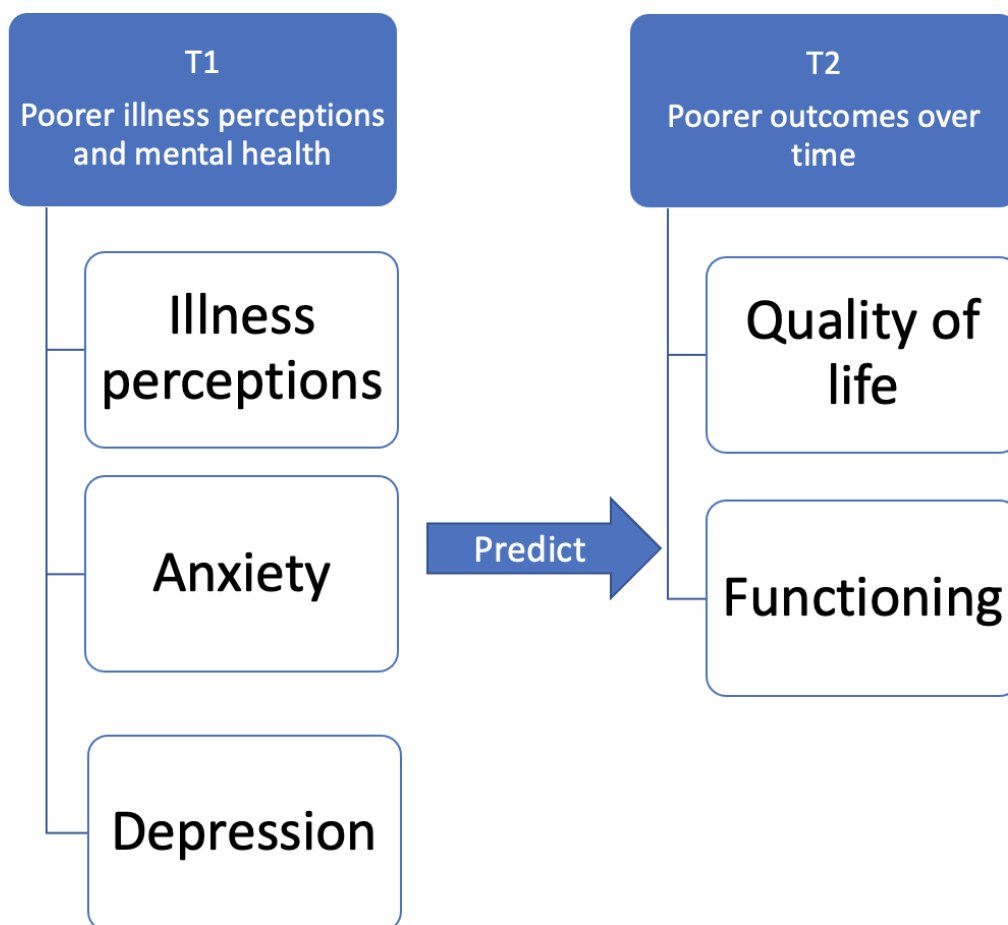 T1
Poorer illness perceptions
and mental health
Illness
perceptions
Anxiety
Depression
Predict
T2
Poorer outcomes over
time
Quality of
life
Functioning